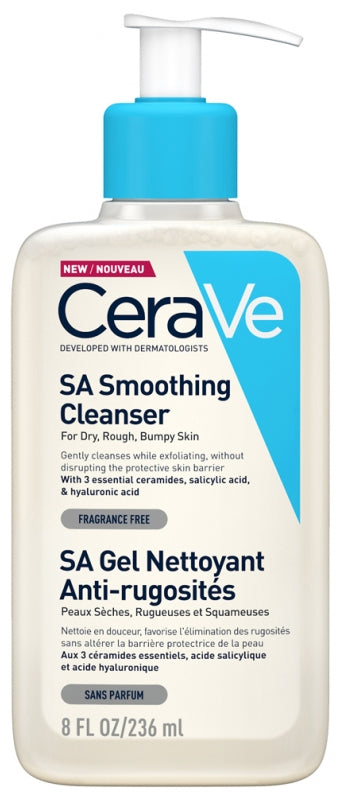 NEW / NOUVEAU
CeraVe
DEVELOPED WITH DERMATOLOGISTS
SA Smoothing
Cleanser
For Dry, Rough, Bumpy Skin
Gently cleanses while exfoliating, without
disrupting the protective skin barrier
With 3 essential ceramides, salicylic acid,
& hyaluronic acid
FRAGRANCE FREE
SA Gel Nettoyant
Anti-rugosités
Peaux Sèches, Rugueuses et Squameuses
Nettoie en douceur, favorise l'élimination des rugosités
sans altérer la barrière protectrice de la peau
Aux 3 céramides essentiels, acide salicylique
et acide hyaluronique
SANS PARFUM
8 FL OZ/236 ml